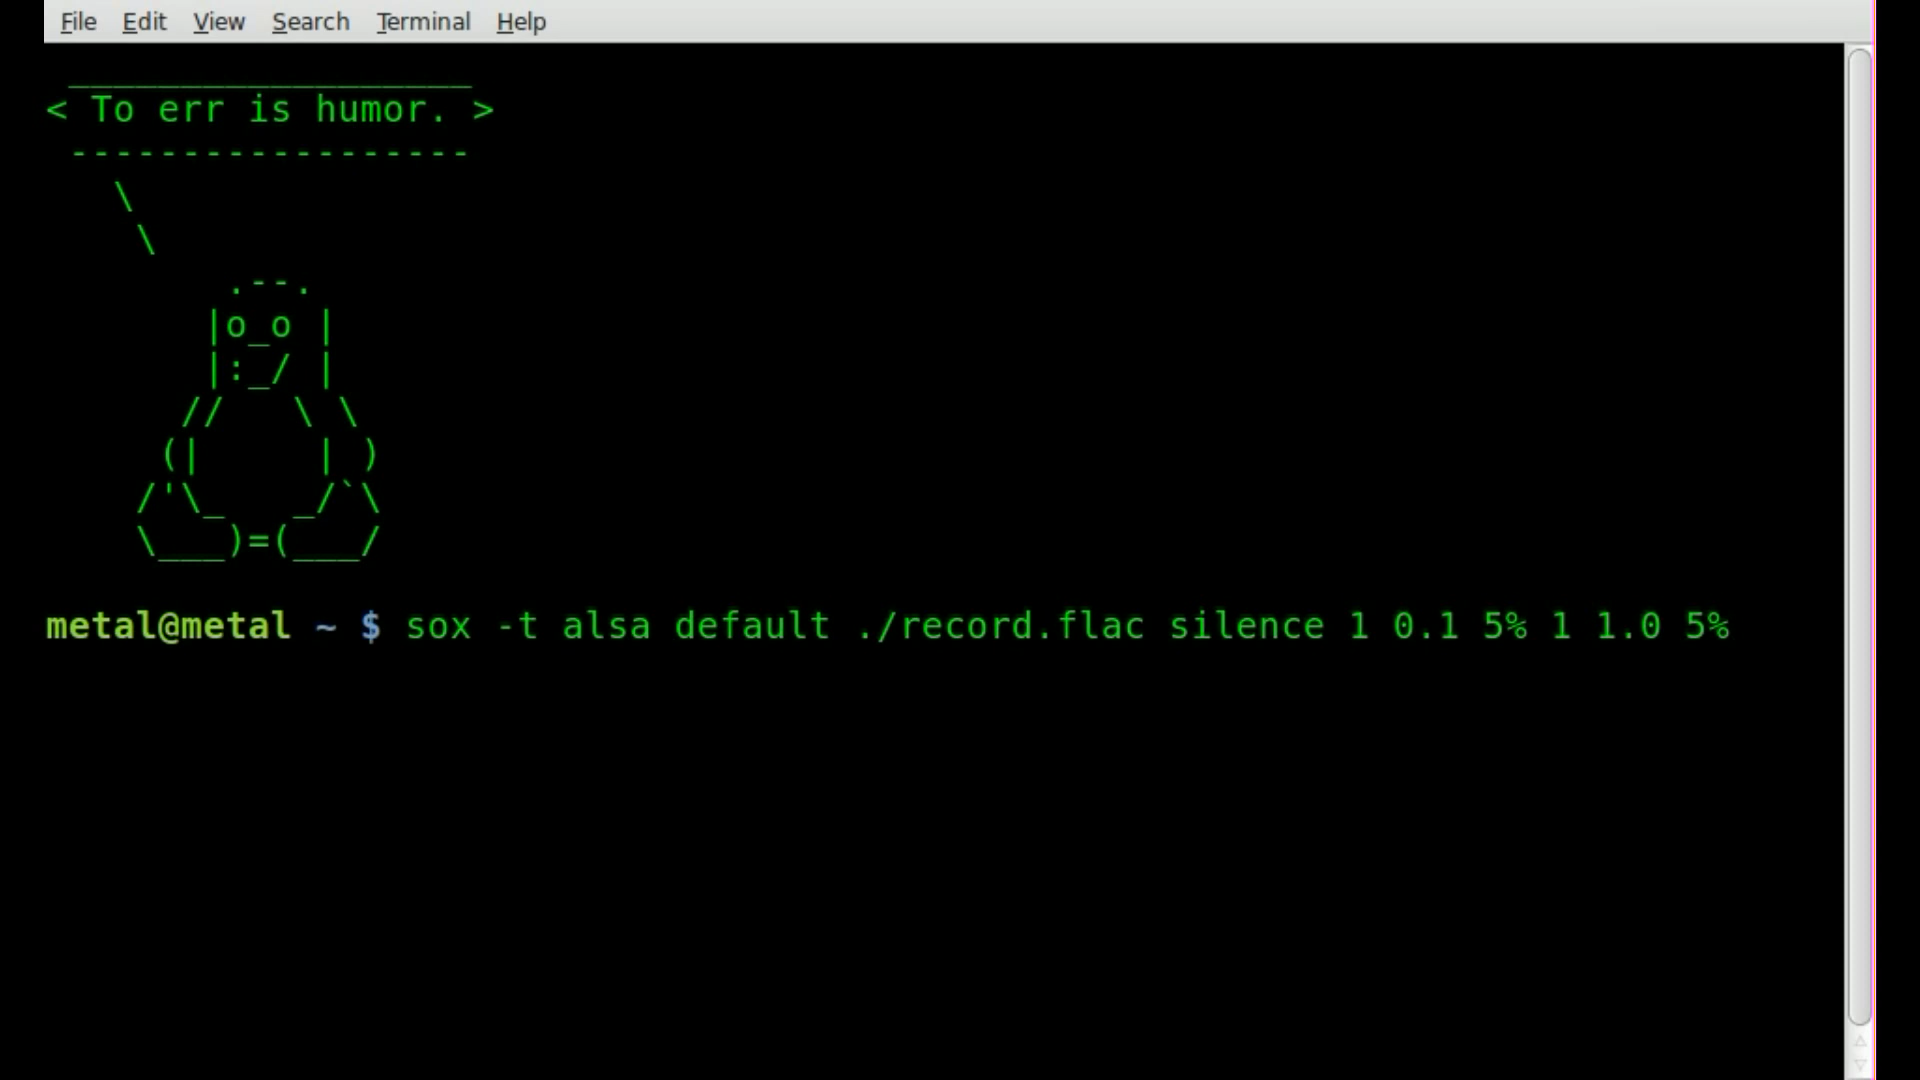 File Edit View Search Terminal Help
 __________________
< To err is humor. >
 ------------------
   \
    \
        .--.
       |o_o |
       |:_/ |
      //   \ \
     (|     | )
    /'\_   _/`\
    \___)=(___/
metal@metal ~ $ sox -t alsa default ./record.flac silence 1 0.1 5% 1 1.0 5%